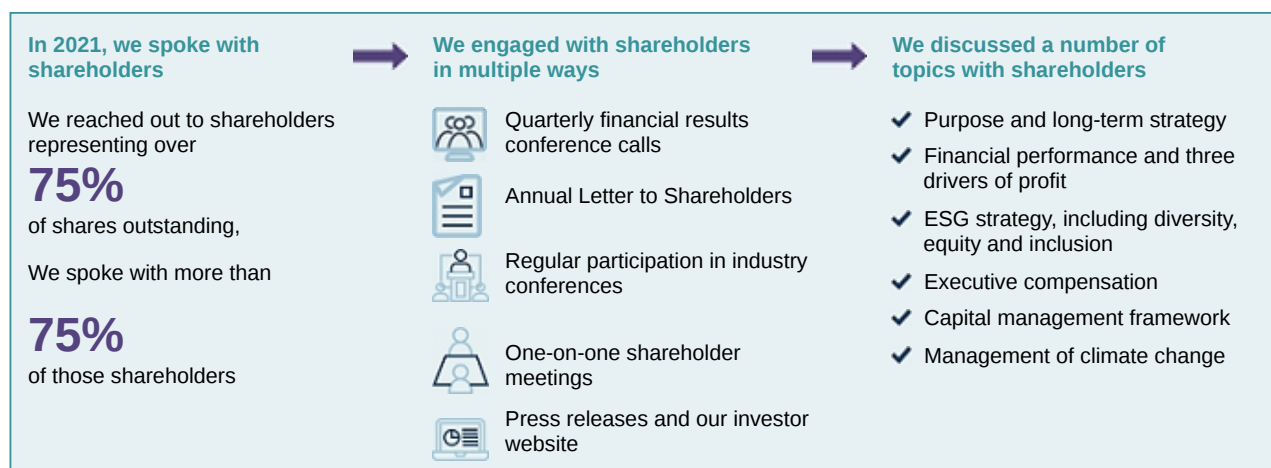 In 2021, we spoke with
shareholders
We reached out to shareholders
representing over
75%
of shares outstanding,
We spoke with more than
75%
of those shareholders
We engaged with shareholders
in multiple ways
Quarterly financial results
conference calls
Annual Letter to Shareholders
Regular participation in industry
conferences
One-on-one shareholder
meetings
Press releases and our investor
website
We discussed a number of
topics with shareholders
Purpose and long-term strategy
Financial performance and three
drivers of profit
ESG strategy, including diversity,
equity and inclusion
Executive compensation
Capital management framework
Management of climate change